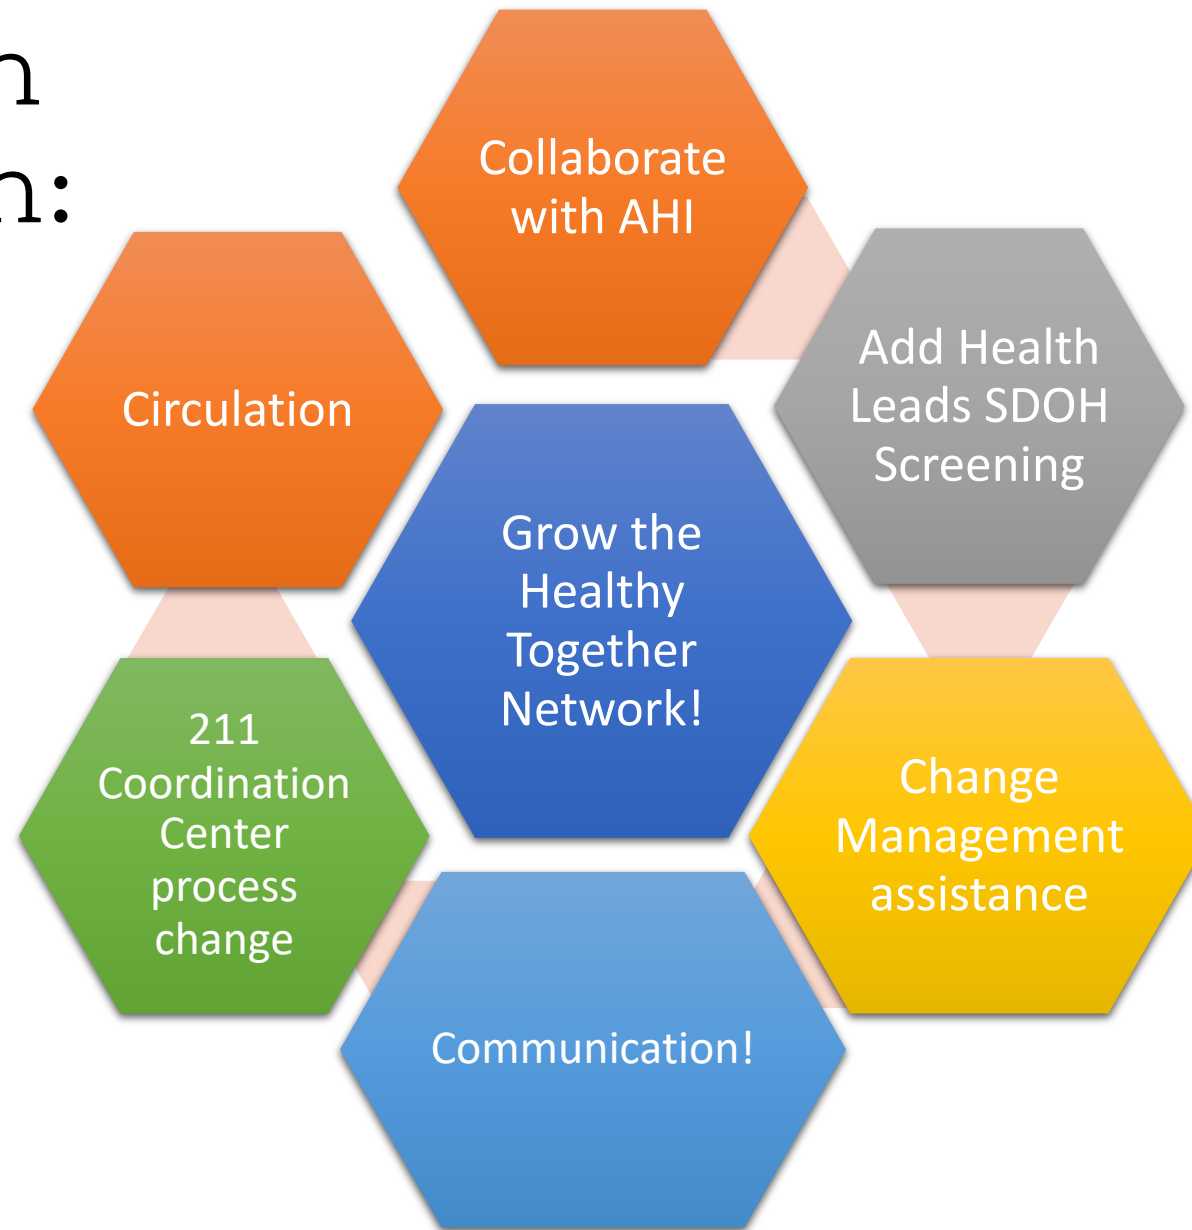 Collaborate
with AHI
Circulation
Add Health
Leads SDOH
Screening
Grow the
Healthy
Together
Network!
211
Coordination
Center
process
change
Change
Management
assistance
Communication!